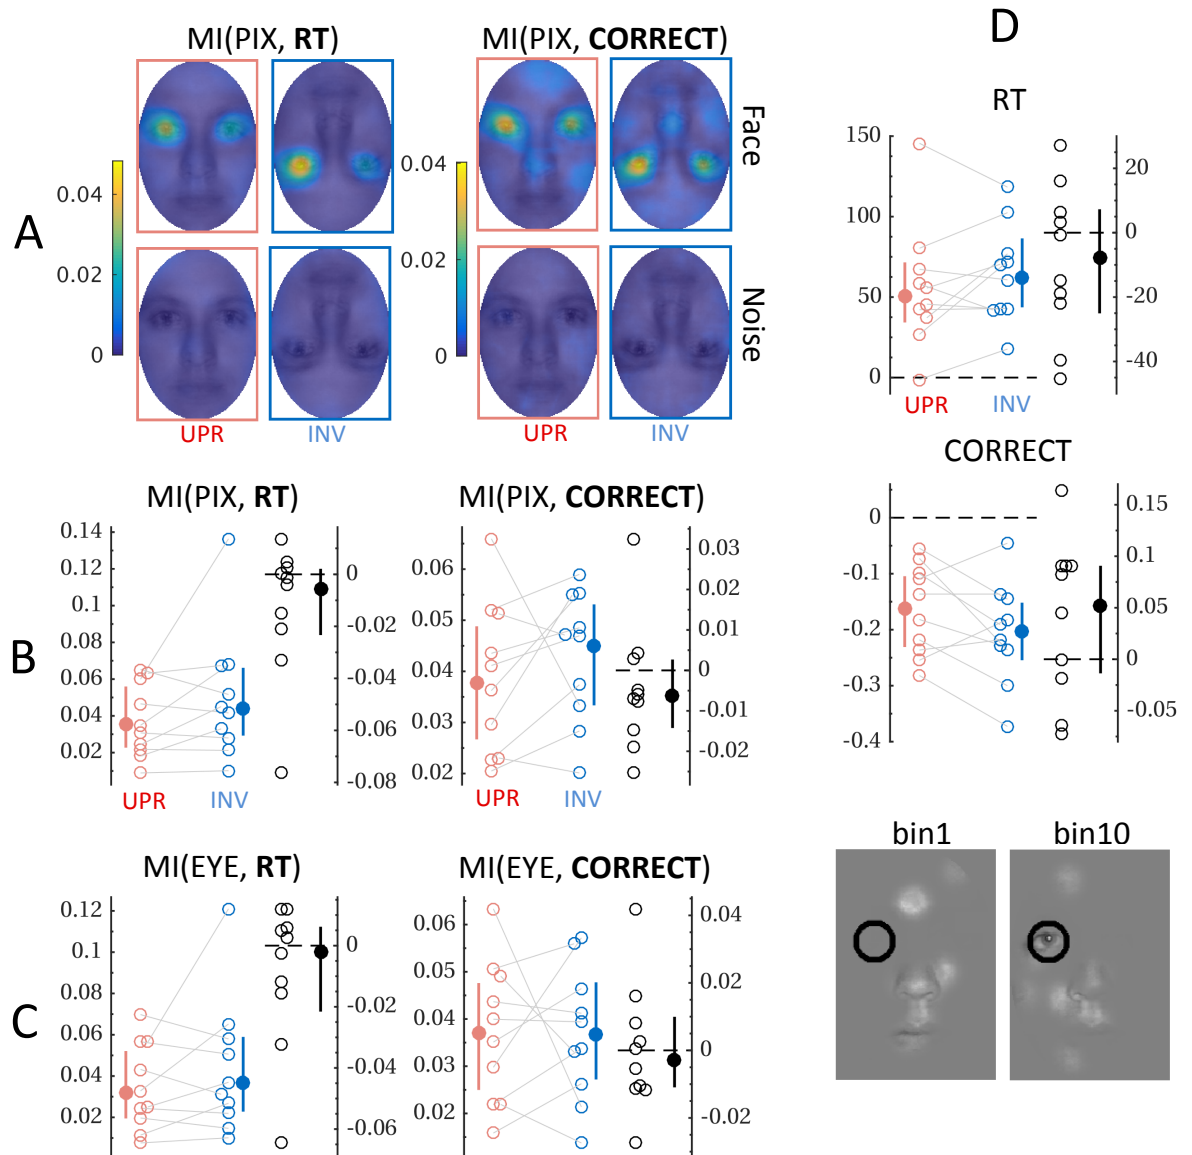 D
MI(PIX, RT)
MI(PIX, CORRECT)
A
0.04
0.02
0
0.04
0.02
0
Face
Noise
UPR
INV
UPR
INV
RT
150
100
50
0
20
0
-20
-40
UPR
INV
CORRECT
0
-0.1
-0.2
-0.3
-0.4
0.15
0.1
0.05
0
-0.05
B
MI(PIX, RT)
0.14
0.12
0.1
0.08
0.06
0.04
0.02
0
-0.02
-0.04
-0.06
-0.08
UPR
INV
MI(PIX, CORRECT)
0.06
0.05
0.04
0.03
0.02
0.03
0.02
0.01
0
-0.01
-0.02
UPR
INV
C
MI(EYE, RT)
0.12
0.1
0.08
0.06
0.04
0.02
0
-0.02
-0.04
-0.06
MI(EYE, CORRECT)
0.06
0.05
0.04
0.03
0.02
0.04
0.02
0
-0.02
bin1
bin10